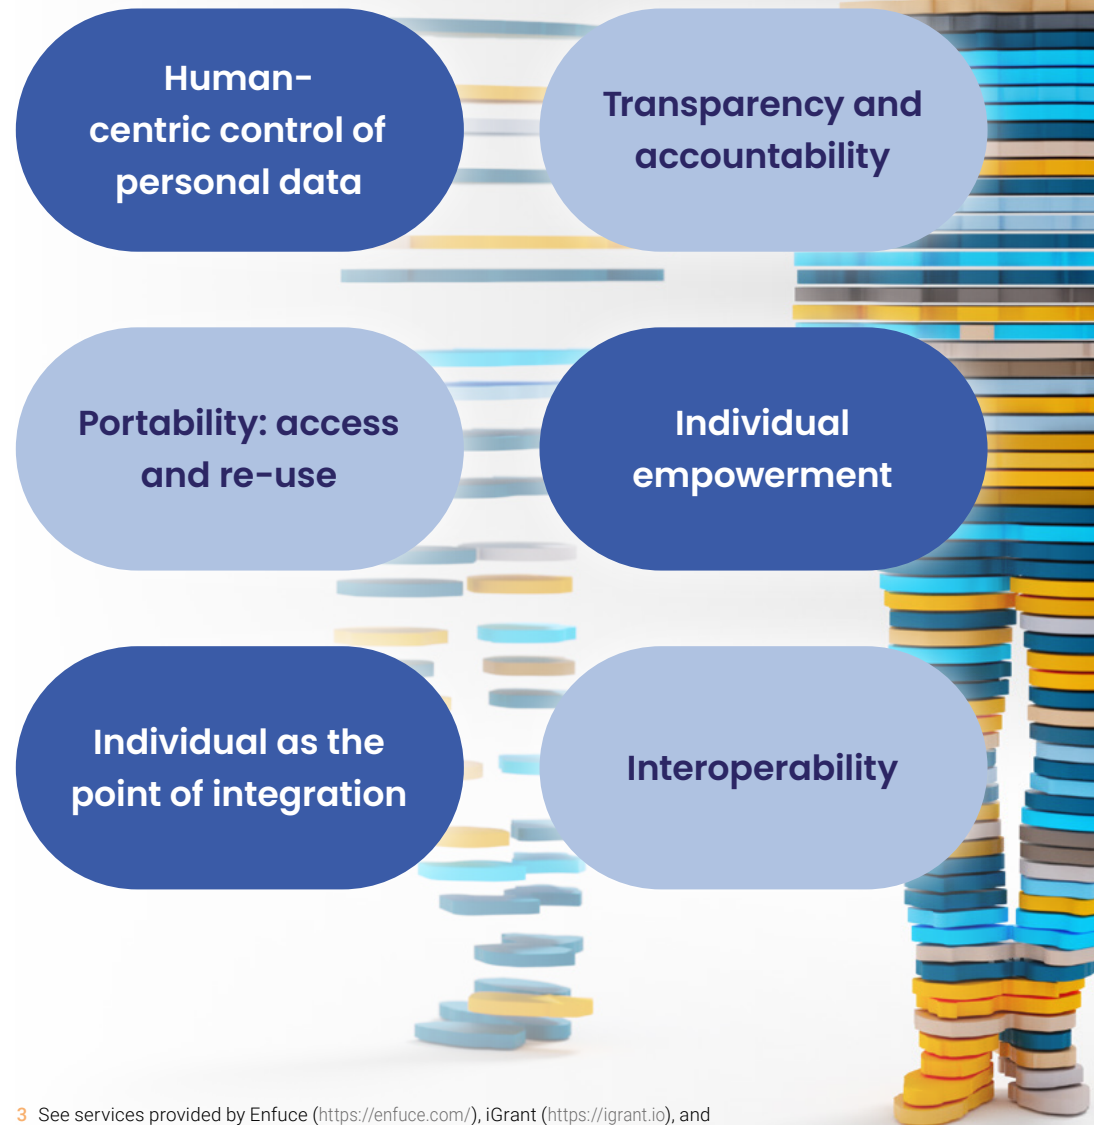 Human-
centric control of
personal data
Transparency and
accountability
Portability: access
and re-use
Individual
empowerment
Individual as the
point of integration
Interoperability
3 See services provided by Enfuce (https://enfuce.com/), iGrant (https://igrant.io), and